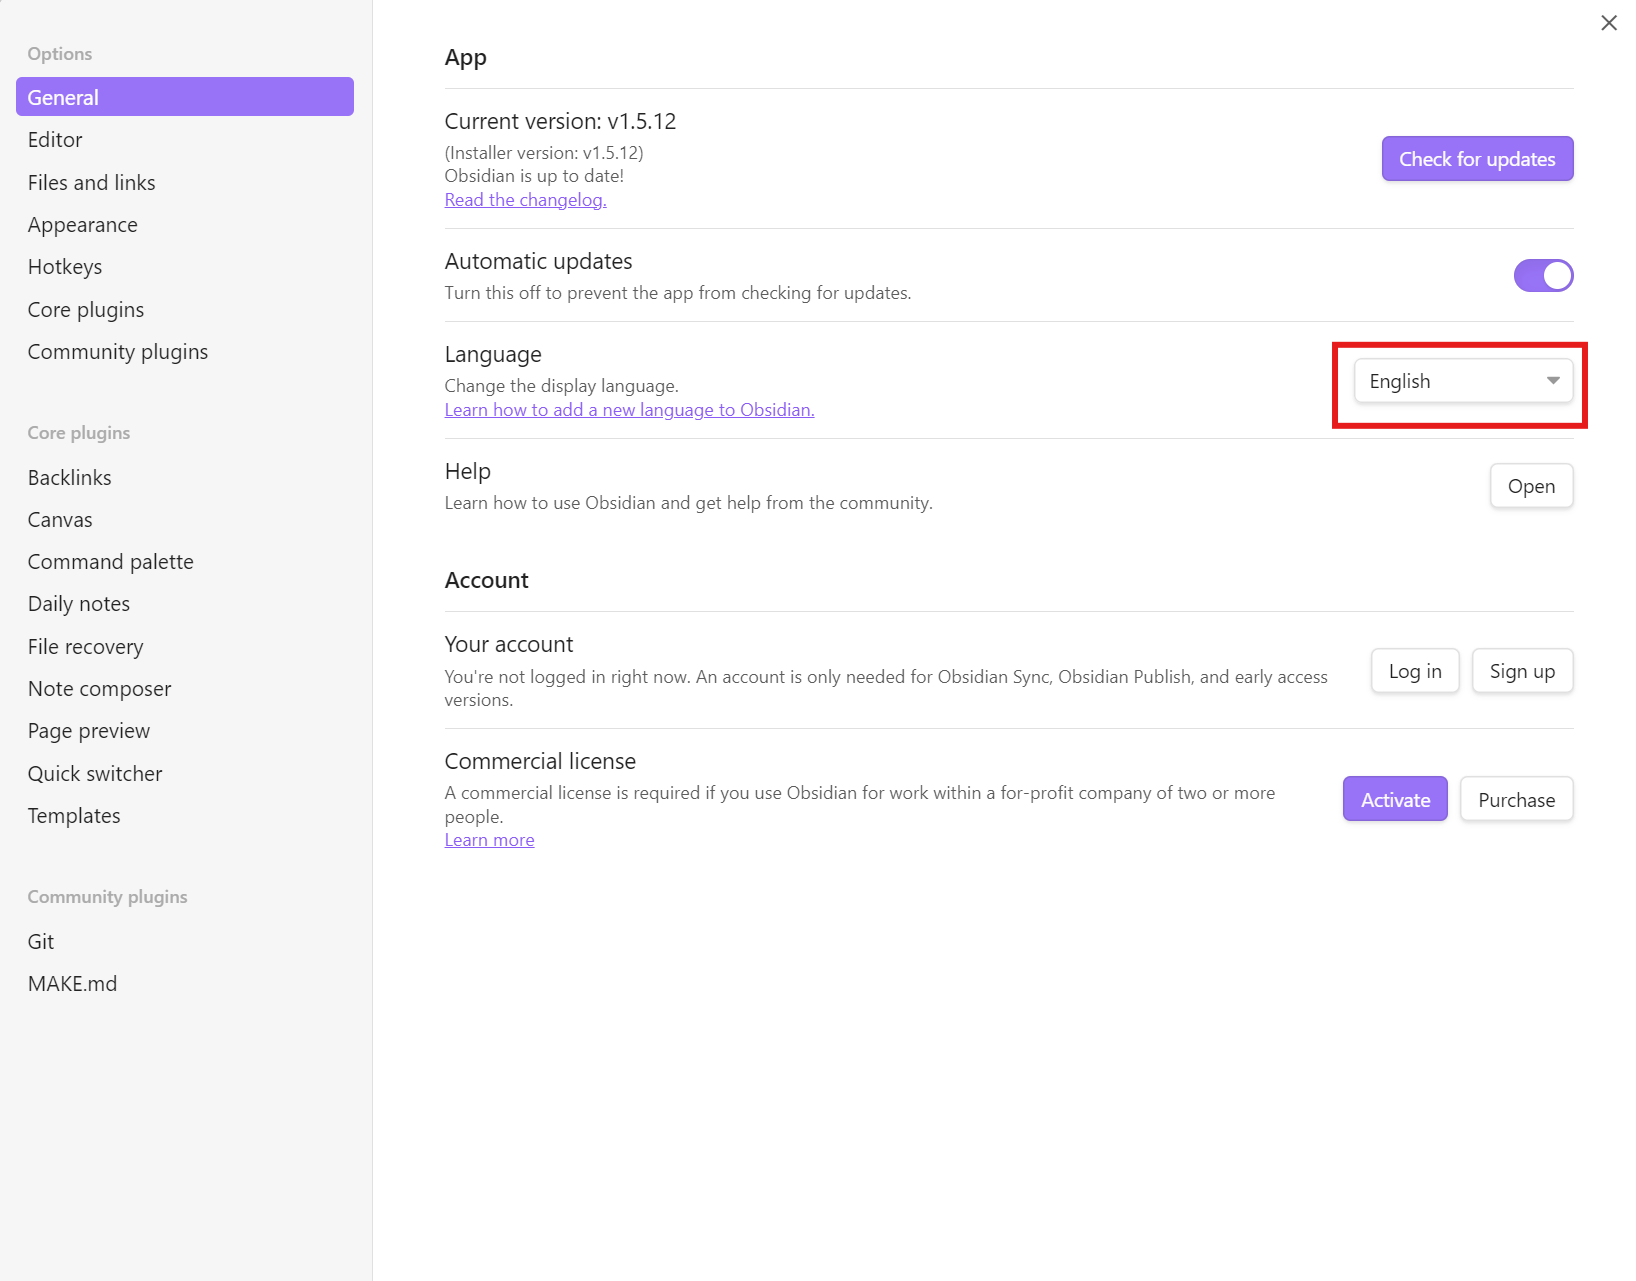 Options
General
Editor
Files and links
Appearance
Hotkeys
Core plugins
Community plugins
Core plugins
Backlinks
Canvas
Command palette
Daily notes
File recovery
Note composer
Page preview
Quick switcher
Templates
Community plugins
Git
MAKE.md
App
Current version: v1.5.12
(Installer version: v1.5.12)
Obsidian is up to date!
Read the changelog.
Check for updates
Automatic updates
Turn this off to prevent the app from checking for updates.
Language
Change the display language.
Learn how to add a new language to Obsidian.
English
Help
Learn how to use Obsidian and get help from the community.
Open
Account
Your account
You're not logged in right now. An account is only needed for Obsidian Sync, Obsidian Publish, and early access
versions.
Log in
Sign up
Commercial license
A commercial license is required if you use Obsidian for work within a for-profit company of two or more
people.
Learn more
Activate
Purchase